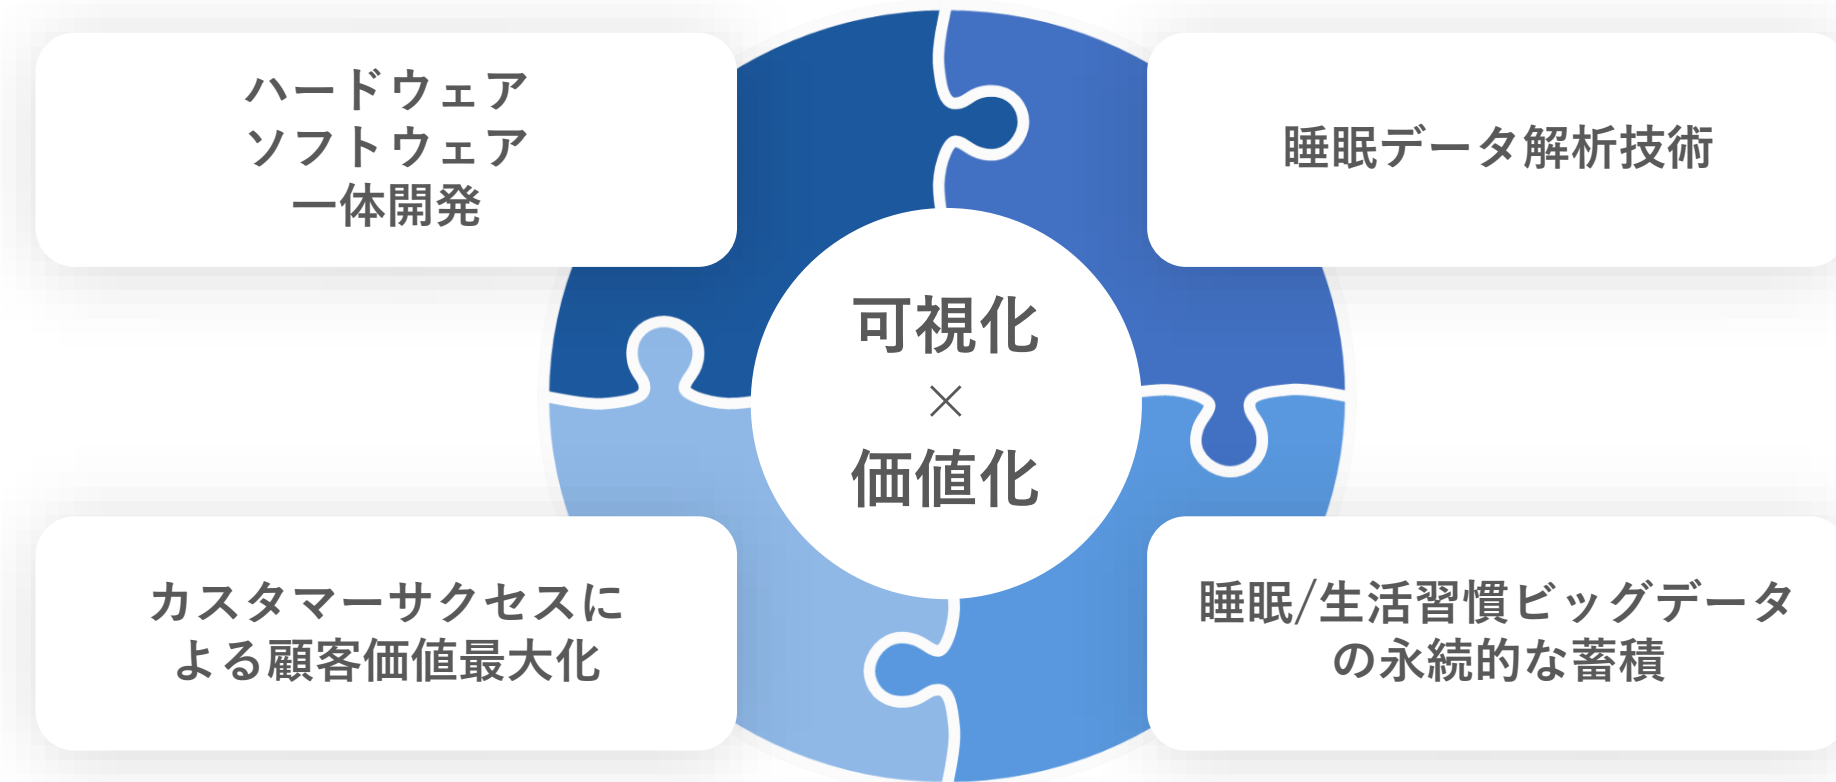 ハードウェア
ソフトウェア
一体開発
睡眠データ解析技術
可視化
×
価値化
カスタマーサクセスに
よる顧客価値最大化
睡眠/生活習慣ビッグデータ
の永続的な蓄積